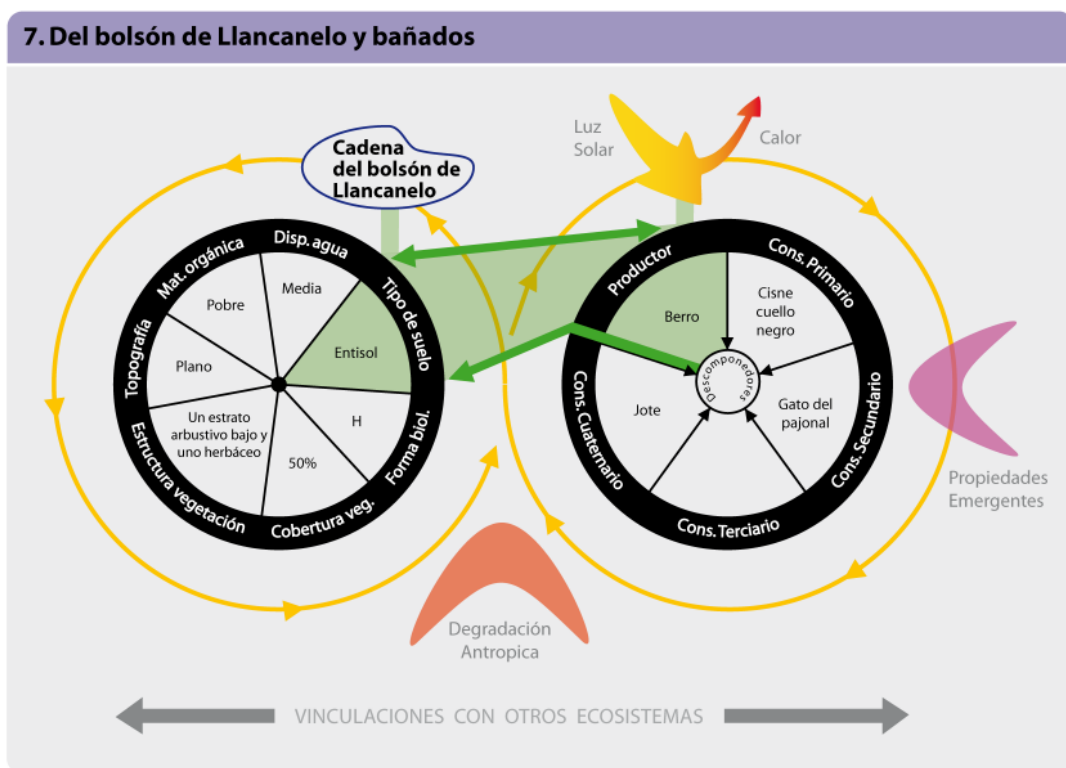 7. Del bolsón de Llancanelo y bañados
Cadena
del bolsón de
Llancanelo
Luz
Solar
Calor
Mat. orgánica
Disp. agua
Tipo de suelo
Forma biol.
Cobertura veg.
Estructura vegetación
Topografía
Pobre
Media
Entisol
H
50%
Un estrato
arbustivo bajo y
uno herbáceo
Plano
Productor
Cons. Primario
Cons. Secundario
Cons. Terciario
Cons. Cuaternario
Berro
Cisne
cuello
negro
Gato del
pajonal
Jote
Descomponedores
Propiedades
Emergentes
Degradación
Antropica
VINCULACIONES CON OTROS ECOSISTEMAS